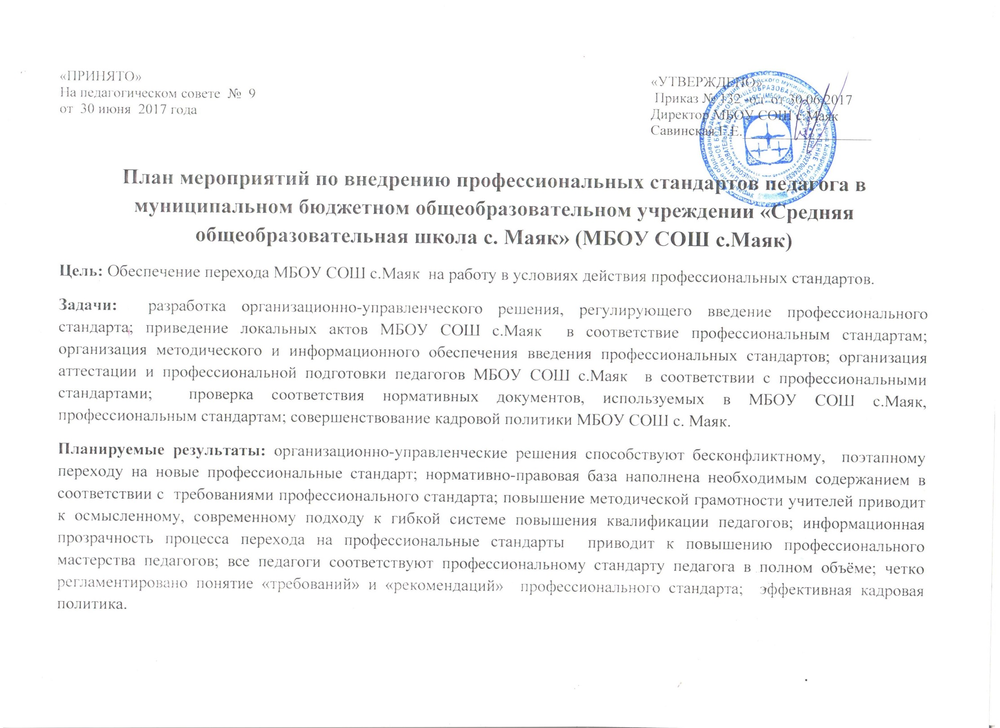 «ПРИНЯТО»
На педагогическом совете № 9
от 30 июня 2017 года
«УТВЕРЖДЕНО»
Приказ № 132 од от 30.06.2017
Директор МБОУ СОШ с.Маяк
Савинская Г.Е.
План мероприятий по внедрению профессиональных стандартов педагога в
муниципальном бюджетном общеобразовательном учреждении «Средняя
общеобразовательная школа с. Маяк» (МБОУ СОШ с.Маяк)
Цель: Обеспечение перехода МБОУ СОШ с.Маяк на работу в условиях действия профессиональных стандартов.
Задачи: разработка организационно-управленческого решения, регулирующего введение профессионального
стандарта; приведение локальных актов МБОУ СОШ с.Маяк в соответствие профессиональным стандартам;
организация методического и информационного обеспечения введения профессиональных стандартов; организация
аттестации и профессиональной подготовки педагогов МБОУ СОШ с.Маяк в соответствии с профессиональными
стандартами; проверка соответствия нормативных документов, используемых в МБОУ СОШ с.Маяк,
профессиональным стандартам; совершенствование кадровой политики МБОУ СОШ с. Маяк.
Планируемые результаты: организационно-управленческие решения способствуют бесконфликтному, поэтапному
переходу на новые профессиональные стандарт; нормативно-правовая база наполнена необходимым содержанием в
соответствии с требованиями профессионального стандарта; повышение методической грамотности учителей приводит
к осмысленному, современному подходу к гибкой системе повышения квалификации педагогов; информационная
прозрачность процесса перехода на профессиональные стандарты приводит к повышению профессионального
мастерства педагогов; все педагоги соответствуют профессиональному стандарту педагога в полном объёме; четко
регламентировано понятие «требований» и «рекомендаций» профессионального стандарта; эффективная кадровая
политика.